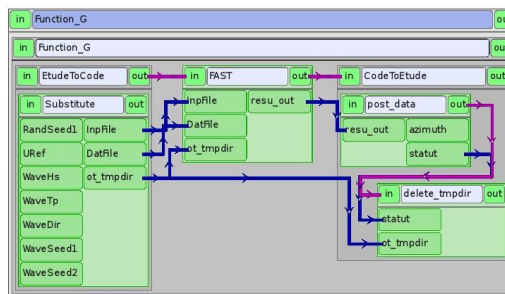 in Function_G ou
in Function_G out
in EtudeToCode out
in FAST out
in CodeToEtude
in Substitute out
InpFile resu_out
DatFile
ot_tmpdir
in post_data out
resu_out azimuth
statut
RandSeed1 InpFile
URef DatFile
WaveHs ot_tmpdir
WaveTp
WaveDir
WaveSeed1
WaveSeed2
in delete_tmpdir out
statut
ot_tmpdir